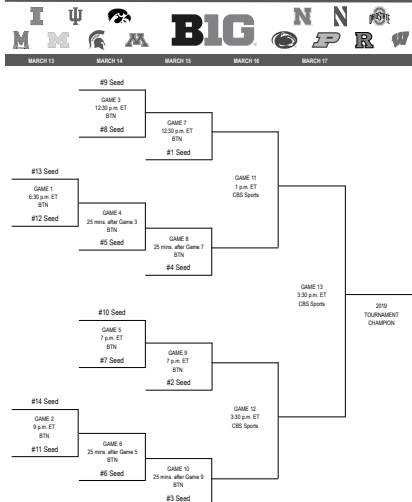 B1G
MARCH 13
MARCH 14
MARCH 15
MARCH 16
MARCH 17
#9 Seed
GAME 3
12:30 p.m. ET
BTN
#8 Seed
GAME 7
12:30 p.m. ET
BTN
#1 Seed
#13 Seed
GAME 1
6:30 p.m. ET
BTN
#12 Seed
GAME 4
25 mins. after Game 3
BTN
#5 Seed
GAME 8
25 mins. after Game 7
BTN
#4 Seed
GAME 11
1 p.m. ET
CBS Sports
GAME 13
3:30 p.m. ET
CBS Sports
2019
TOURNAMENT
CHAMPION
#10 Seed
GAME 5
7 p.m. ET
BTN
#7 Seed
GAME 9
7 p.m. ET
BTN
#2 Seed
#14 Seed
GAME 2
9 p.m. ET
BTN
#11 Seed
GAME 6
25 mins. after Game 5
BTN
#6 Seed
GAME 10
25 mins. after Game 9
BTN
#3 Seed
GAME 12
3:30 p.m. ET
CBS Sports